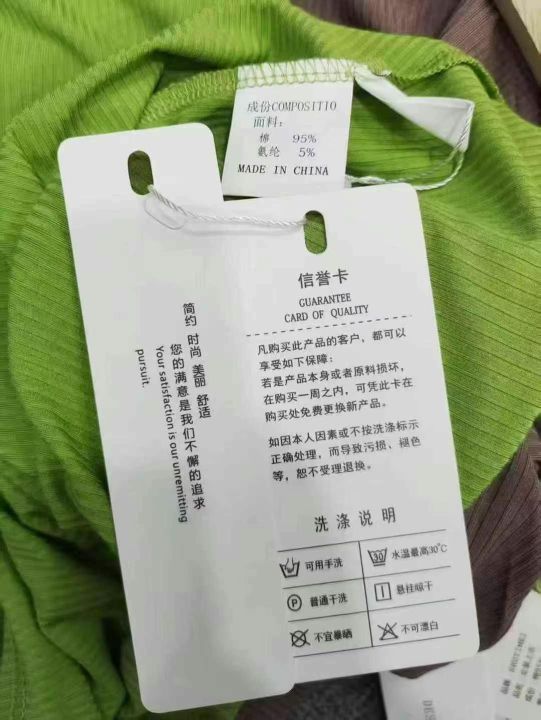 成份COMPOSITIO
面料:
棉 95%
氨纶 5%
MADE IN CHINA
简约 时尚 美丽 舒适
您的满意是我们不懈的追求
Your satisfaction is our unremitting
pursuit.
信誉卡
GUARANTEE
CARD OF QUALITY
凡购买此产品的客户，都可以
享受如下保障：
若是产品本身或者原料损坏，
在购买一周之内，可凭此卡在
购买处免费更换新产品。
如因本人因素或不按洗涤标示
正确处理，而导致污损、褪色
等，恕不受理退换。
洗涤说明
可用手洗
30 水温最高30℃
P 普通干洗
悬挂晾干
不宜暴晒
不可漂白